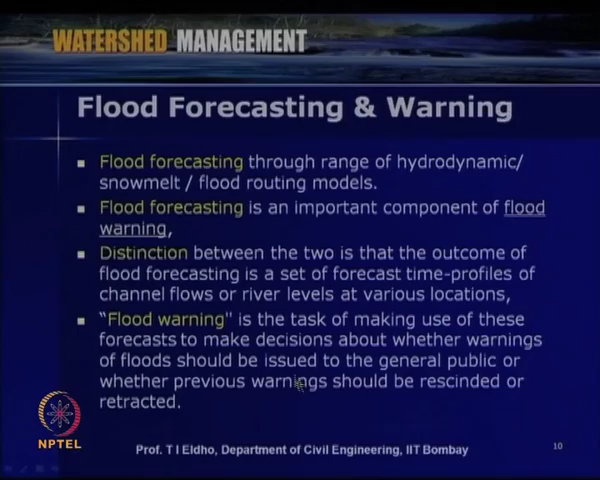 WATERSHED MANAGEMENT
Flood Forecasting & Warning
Flood forecasting through range of hydrodynamic/
snowmelt / flood routing models.
Flood forecasting is an important component of flood
warning,
Distinction between the two is that the outcome of
flood forecasting is a set of forecast time-profiles of
channel flows or river levels at various locations,
“Flood warning" is the task of making use of these
forecasts to make decisions about whether warnings
of floods should be issued to the general public or
whether previous warnings should be rescinded or
retracted.
NPTEL
Prof. T I Eldho, Department of Civil Engineering, IIT Bombay
10